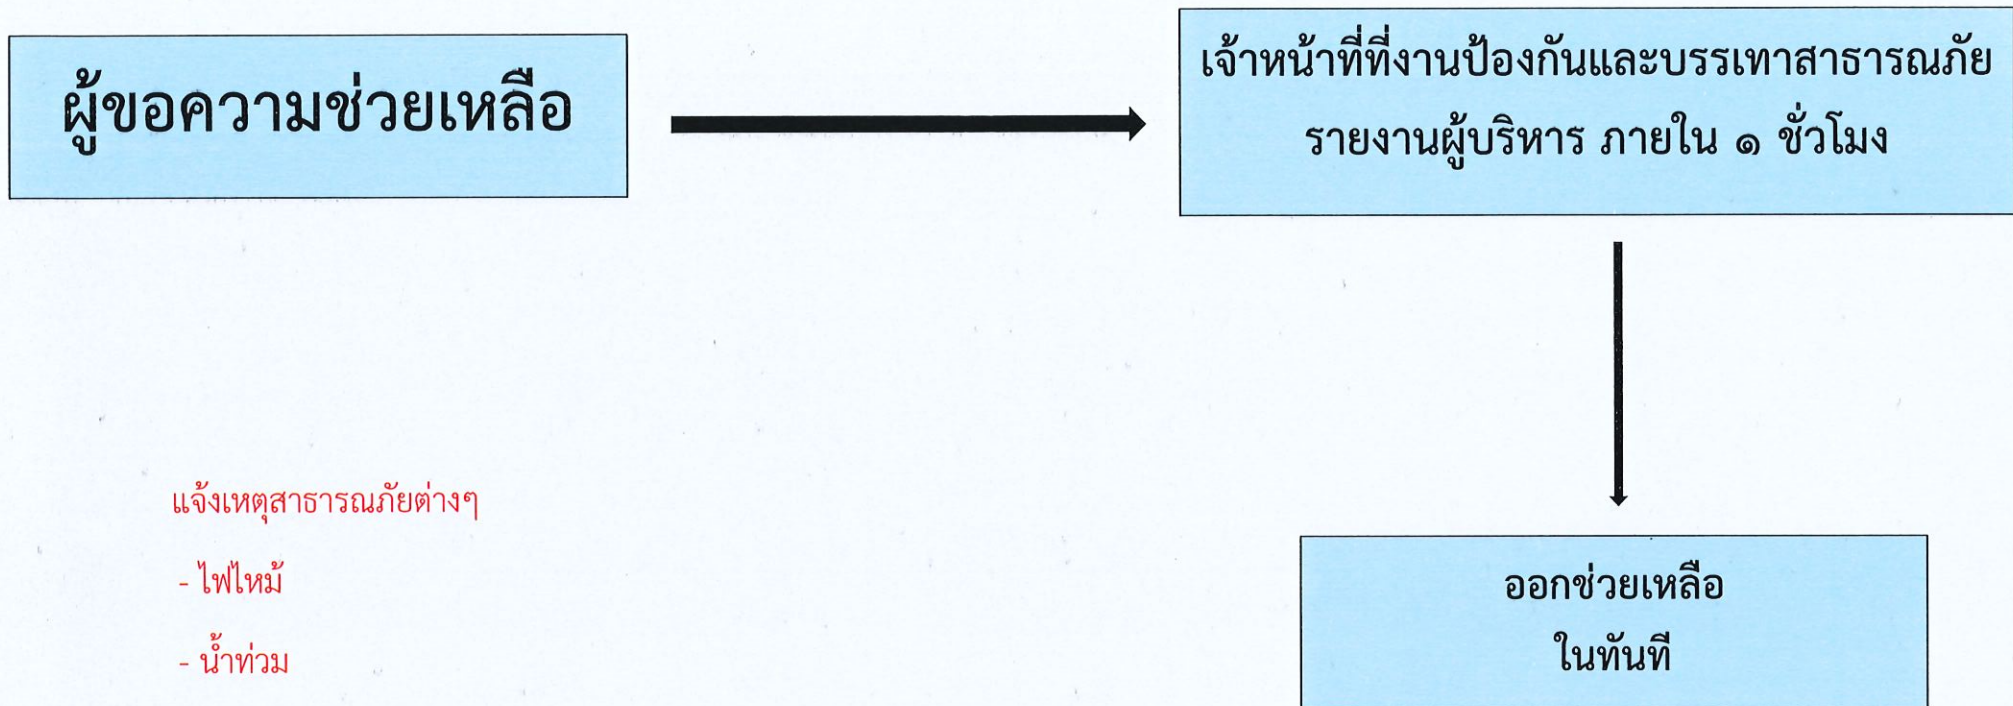 ผู้ขอความช่วยเหลือ
เจ้าหน้าที่ที่งานป้องกันและบรรเทาสาธารณภัย
รายงานผู้บริหาร ภายใน ๑ ชั่วโมง
ออกช่วยเหลือ
ในทันที
แจ้งเหตุสาธารณภัยต่างๆ
- ไฟไหม้
- น้ำท่วม